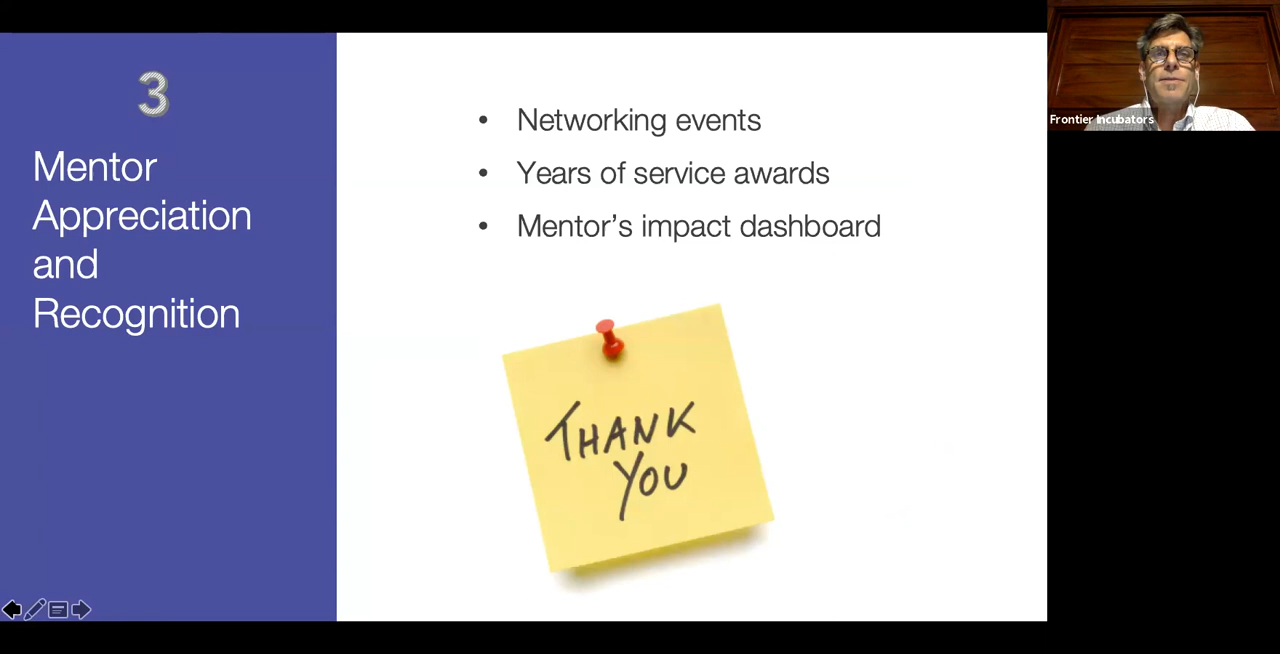 3
Mentor
Appreciation
and
Recognition
• Networking events
• Years of service awards
• Mentor’s impact dashboard
THANK
YOU
Frontier Incubators